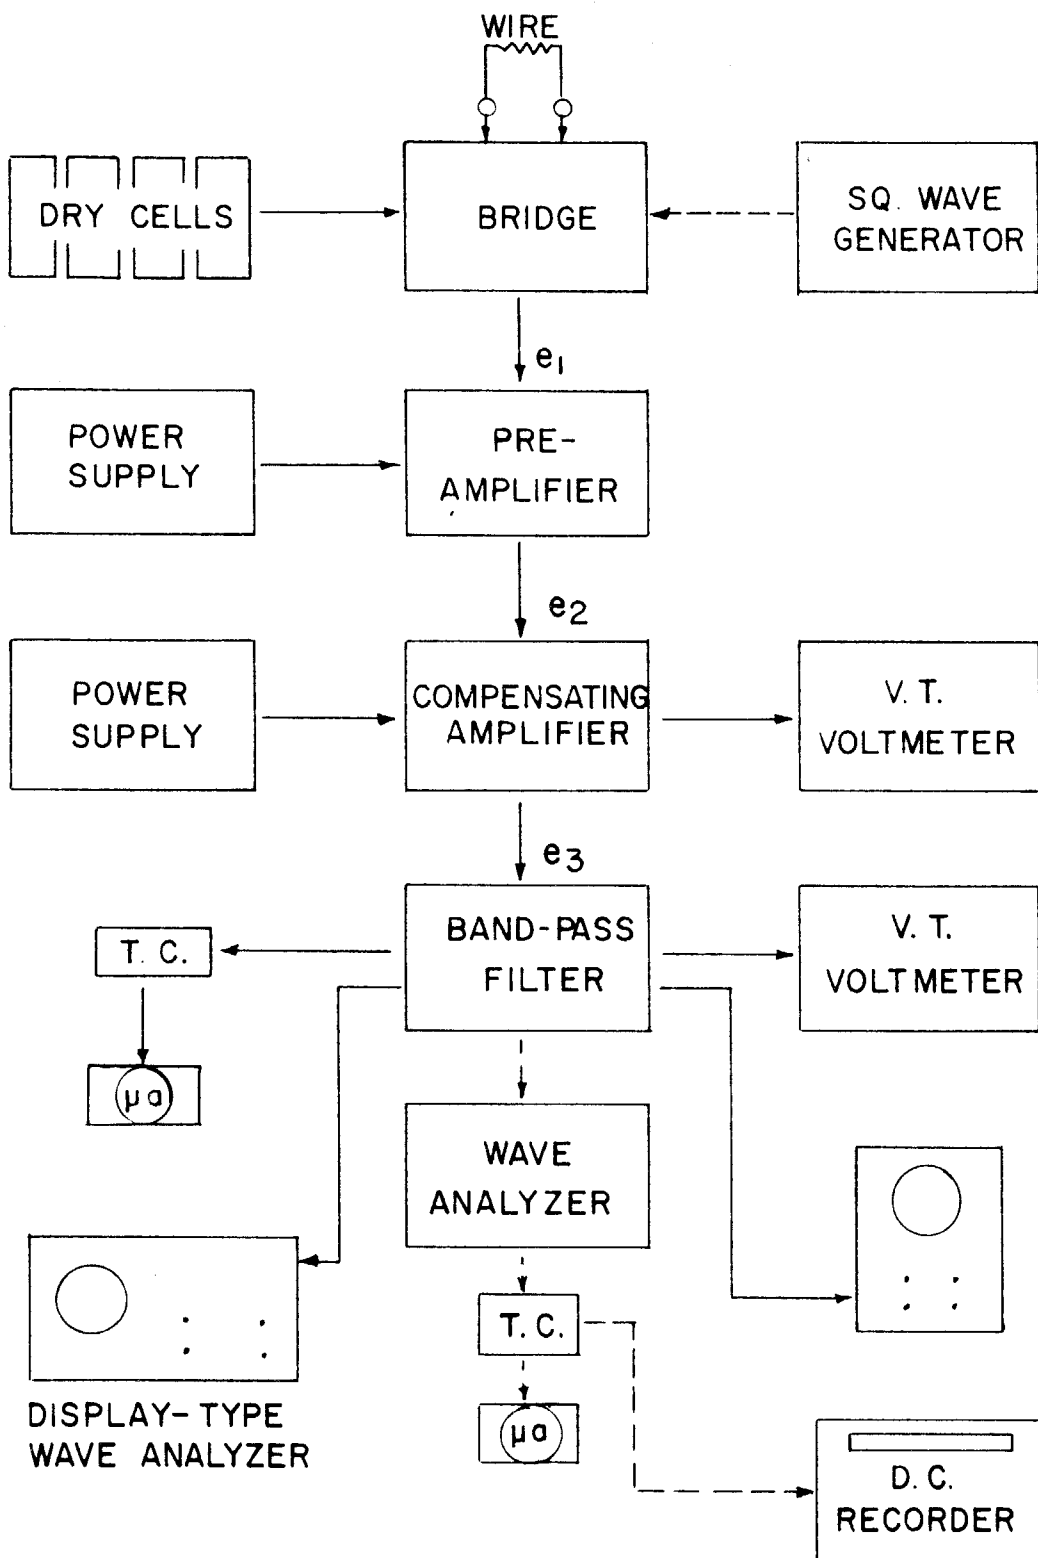 WIRE
DRY CELLS
BRIDGE
SQ. WAVE
GENERATOR
e1
POWER
SUPPLY
PRE-
AMPLIFIER
e2
POWER
SUPPLY
COMPENSATING
AMPLIFIER
V. T.
VOLTMETER
e3
T. C.
BAND-PASS
FILTER
V. T.
VOLTMETER
μa
WAVE
ANALYZER
T. C.
DISPLAY-TYPE
WAVE ANALYZER
μa
D. C.
RECORDER